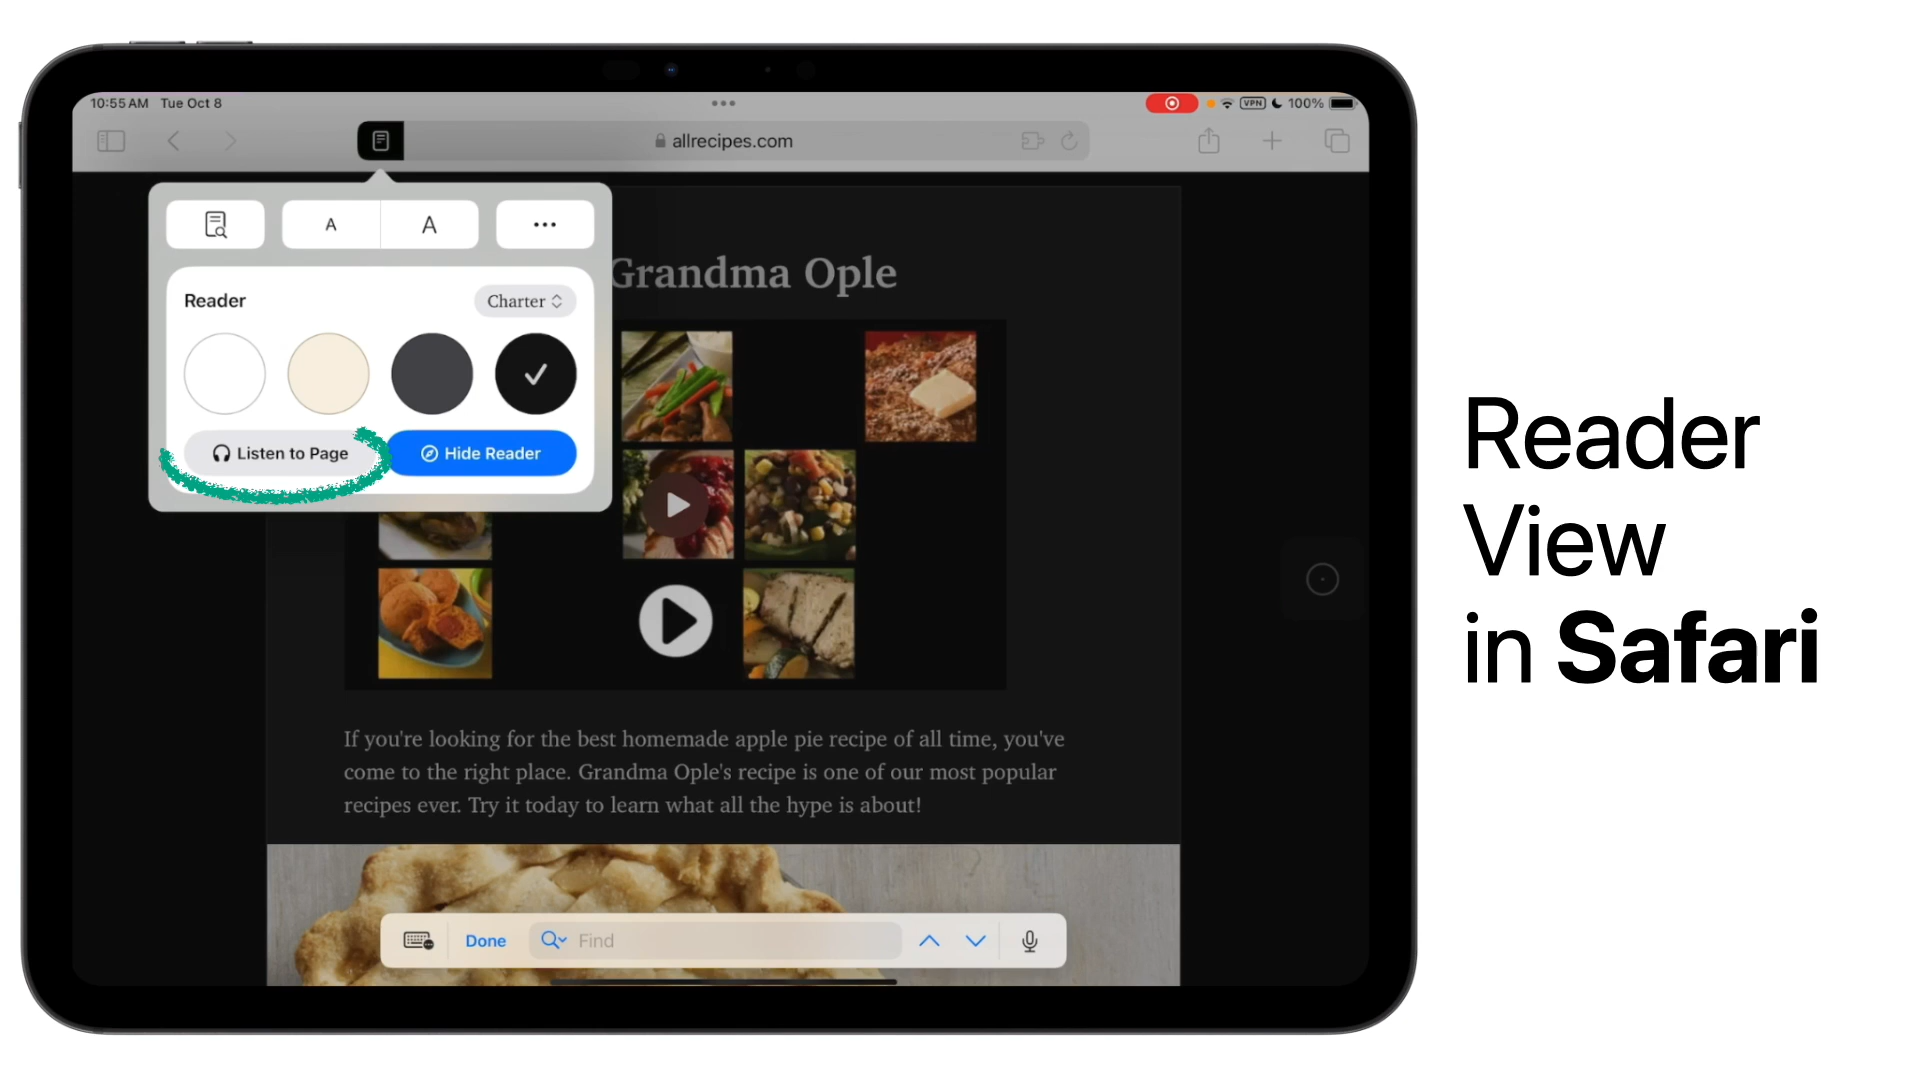 10:55 AM Tue Oct 8
VPN 100%
allrecipes.com
A A
Reader
Charter
Listen to Page
Hide Reader
Grandma Ople
If you're looking for the best homemade apple pie recipe of all time, you've
come to the right place. Grandma Ople's recipe is one of our most popular
recipes ever. Try it today to learn what all the hype is about!
Done
Find
Reader
View
in Safari